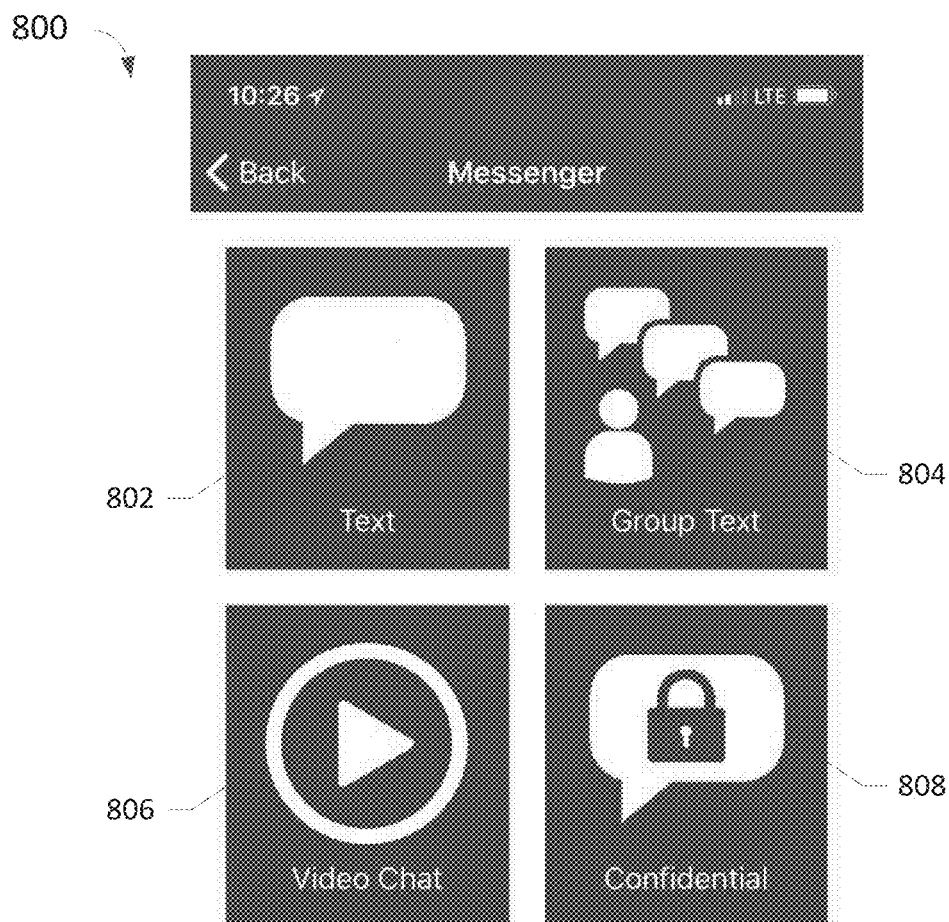 800
10:26 LTE
Back Messenger
802 804
Text Group Text
806 808
Video Chat Confidential